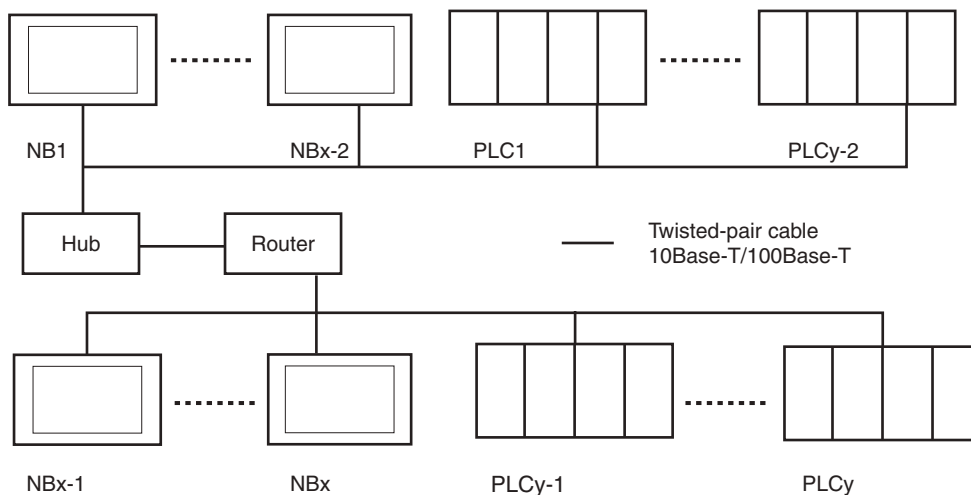 NB1
NBx-2
PLC1
PLCy-2
Hub
Router
Twisted-pair cable
10Base-T/100Base-T
NBx-1
NBx
PLCy-1
PLCy